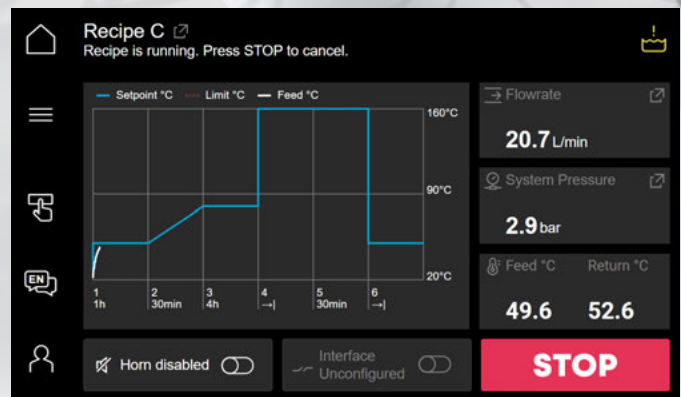 Recipe C
Recipe is running. Press STOP to cancel.
Setpoint °C Limit °C Feed °C
160°C
90°C
20°C
1 2 3 4 5 6
1h 30min 4h →| 30min →|
Flowrate
20.7 L/min
System Pressure
2.9 bar
Feed °C Return °C
49.6 52.6
EN
Horn disabled
Interface
Unconfigured
STOP